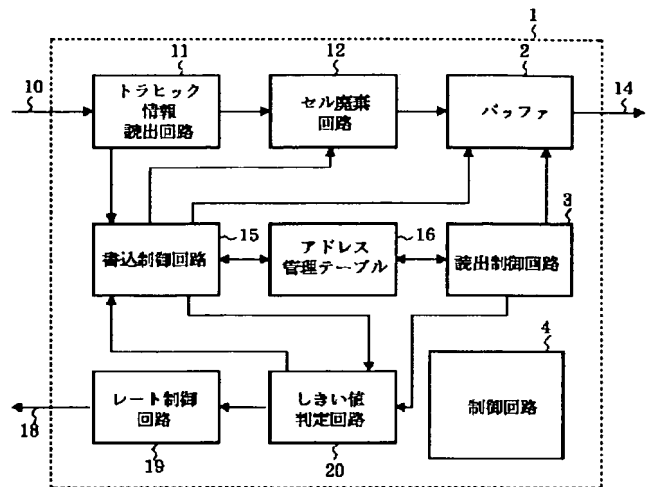 1
11
12
2
10
トラヒック
情報
読出回路
セル廃棄
回路
バッファ
14
3
書込制御回路
15
アドレス
管理テーブル
16
読出制御回路
4
レート制御
回路
しきい値
判定回路
制御回路
18
19
20